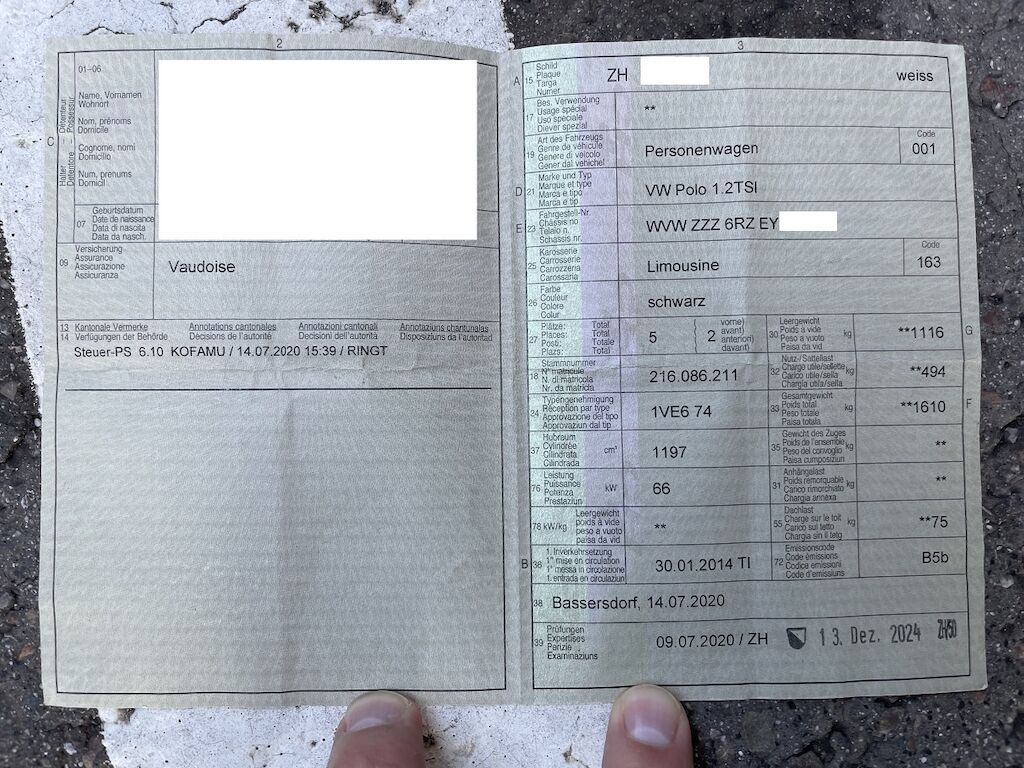 2
01-06
Halter
Détenteur
Detentore
Possessur
Name, Vornamen
Wohnort
Nom, prénoms
Domicile
C
Cognome, nomi
Domicilio
Num, prenums
Domicil
07
Geburtsdatum
Date de naissance
Data di nascita
Data da nasch.
09
Versicherung
Assurance
Assicurazione
Assicuranza
Vaudoise
13 Kantonale Vermerke Annotations cantonales Annotazioni cantonali Annotaziuns chantunalas
14 Verfügungen der Behörde Décisions de l'autorité Decisioni dell'autorità Disposiziuns da l'autoritad
Steuer-PS 6.10 KOFAMU / 14.07.2020 15:39 / RINGT
3
A 15
Schild
Plaque
Targa
Numer
ZH weiss
17
Bes. Verwendung
Usage spécial
Uso speciale
Diever spezial
**
19
Art des Fahrzeugs
Genre de véhicule
Genere di veicolo
Gener dal vehichel
Personenwagen
Code
001
D 21
Marke und Typ
Marque et type
Marca e tipo
Marca e tip
VW Polo 1.2TSI
E 23
Fahrgestell-Nr.
Châssis no
Telaio n.
Schassis nr.
WVW ZZZ 6RZ EY
25
Karosserie
Carrosserie
Carrozzeria
Carossaria
Limousine
Code
163
26
Farbe
Couleur
Colore
Colur
schwarz
27
Plätze: Total
Places: Total
Posti: Totale
Plazs: Total
5
2
vorne)
avant)
anteriori)
davant)
30
Leergewicht
Poids à vide
Peso a vuoto
Paisa da vid
kg
**1116
G
18
Stammnummer
N° matricule
N. di matricola
Nr. da matricla
216.086.211
32
Nutz-/Sattellast
Charge utile/sellette
Carico utile/sella
Chargia utila/sella
kg
**494
24
Typengenehmigung
Réception par type
Approvazione del tipo
Approvaziun dal tip
1VE6 74
33
Gesamtgewicht
Poids total
Peso totale
Paisa totala
kg
**1610
F
37
Hubraum
Cylindrée
Cilindrata
Cilindrada
cm³
1197
35
Gewicht des Zuges
Poids de l'ensemble
Peso del convoglio
Paisa cumposiziun
kg
**
76
Leistung
Puissance
Potenza
Prestaziun
kW
66
31
Anhängelast
Poids remorquable
Carico rimorchiato
Chargia annexa
kg
**
78 kW/kg
Leergewicht
poids à vide
peso a vuoto
paisa da vid
**
55
Dachlast
Charge sur le toit
Carico sul tetto
Chargia sin il tetg
kg
**75
B 36
1. Inverkehrsetzung
1re mise en circulation
1a messa in circolazione
1. entrada en circulaziun
30.01.2014 TI
72
Emissionscode
Code émissions
Codice emissioni
Code d'emissiuns
B5b
38 Bassersdorf, 14.07.2020
39
Prüfungen
Expertises
Perizie
Examinaziuns
09.07.2020 / ZH 13. Dez. 2024 ZH50